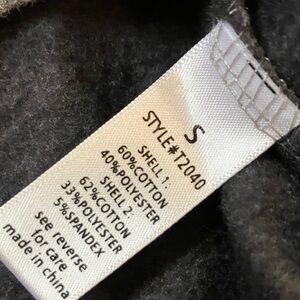 S
STYLE#T2040
SHELL 1:
60%COTTON
40%POLYESTER
SHELL 2:
62%COTTON
33%POLYESTER
5%SPANDEX
see reverse
for care
made in china